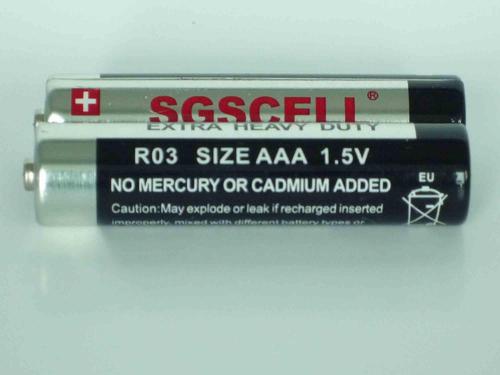 SGSCELL®
EXTRA HEAVY DUTY
R03 SIZE AAA 1.5V
EU
NO MERCURY OR CADMIUM ADDED
Caution:May explode or leak if recharged inserted
improperly, mixed with different battery types or